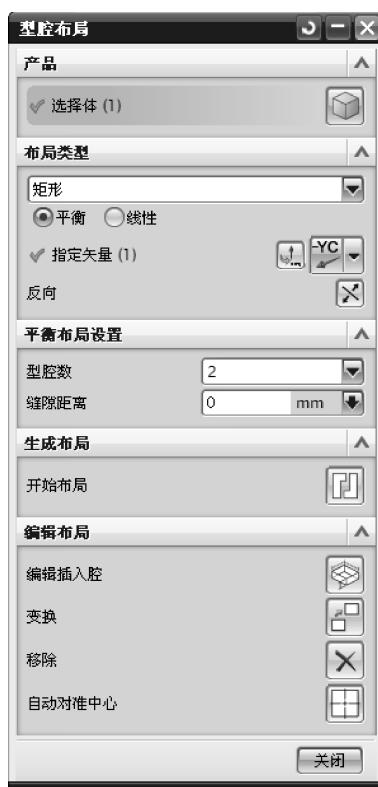 型腔布局
产品
选择体 (1)
布局类型
矩形
平衡 线性
指定矢量 (1) -YC
反向
平衡布局设置
型腔数 2
缝隙距离 0 mm
生成布局
开始布局
编辑布局
编辑插入腔
变换
移除
自动对准中心
关闭